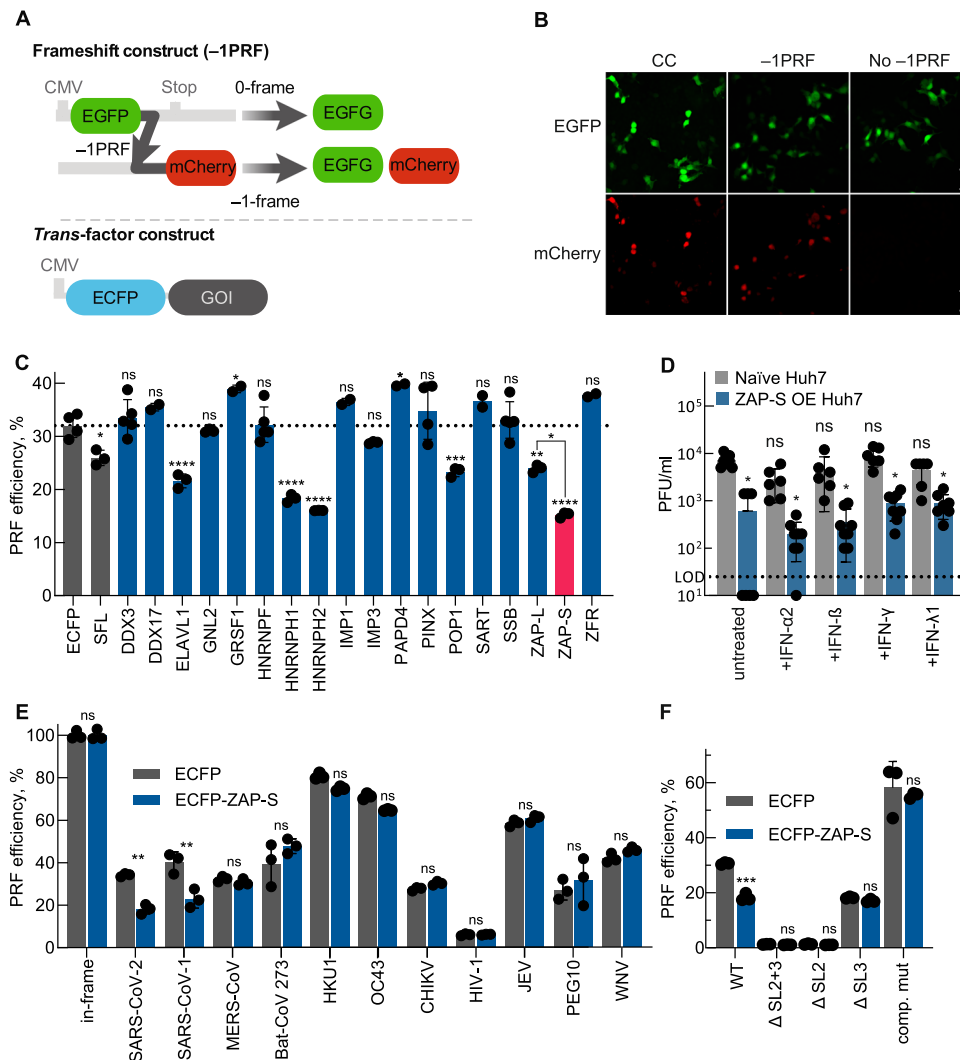 A
Frameshift construct (–1PRF)
CMV
Stop
0-frame
EGFP
EGFG
–1PRF
mCherry
EGFG
mCherry
–1-frame
Trans-factor construct
CMV
ECFP
GOI
B
CC
–1PRF
No –1PRF
EGFP
mCherry
C
PRF efficiency, %
40
30
20
10
0
* ns ns **** ns * ns **** **** ns ns * ns *** ns ns ** * **** ns
ECFP
SFL
DDX3
DDX17
ELAVL1
GNL2
GRSF1
HNRNPF
HNRNPH1
HNRNPH2
IMP1
IMP3
PAPD4
PINX
POP1
SART
SSB
ZAP-L
ZAP-S
ZFR
D
Naïve Huh7
ZAP-S OE Huh7
PFU/ml
10⁵
10⁴
10³
10²
LOD
10¹
* ns * ns * ns * ns *
untreated
+IFN-α2
+IFN-ß
+IFN-γ
+IFN-λ1
E
PRF efficiency, %
100
80
60
40
20
0
ECFP
ECFP-ZAP-S
ns ** ** ns ns ns ns ns ns ns ns ns
in-frame
SARS-CoV-2
SARS-CoV-1
MERS-CoV
Bat-CoV 273
HKU1
OC43
CHIKV
HIV-1
JEV
PEG10
WNV
F
PRF efficiency, %
60
40
20
0
ECFP
ECFP-ZAP-S
*** ns ns ns ns
WT
Δ SL2+3
Δ SL2
Δ SL3
comp. mut